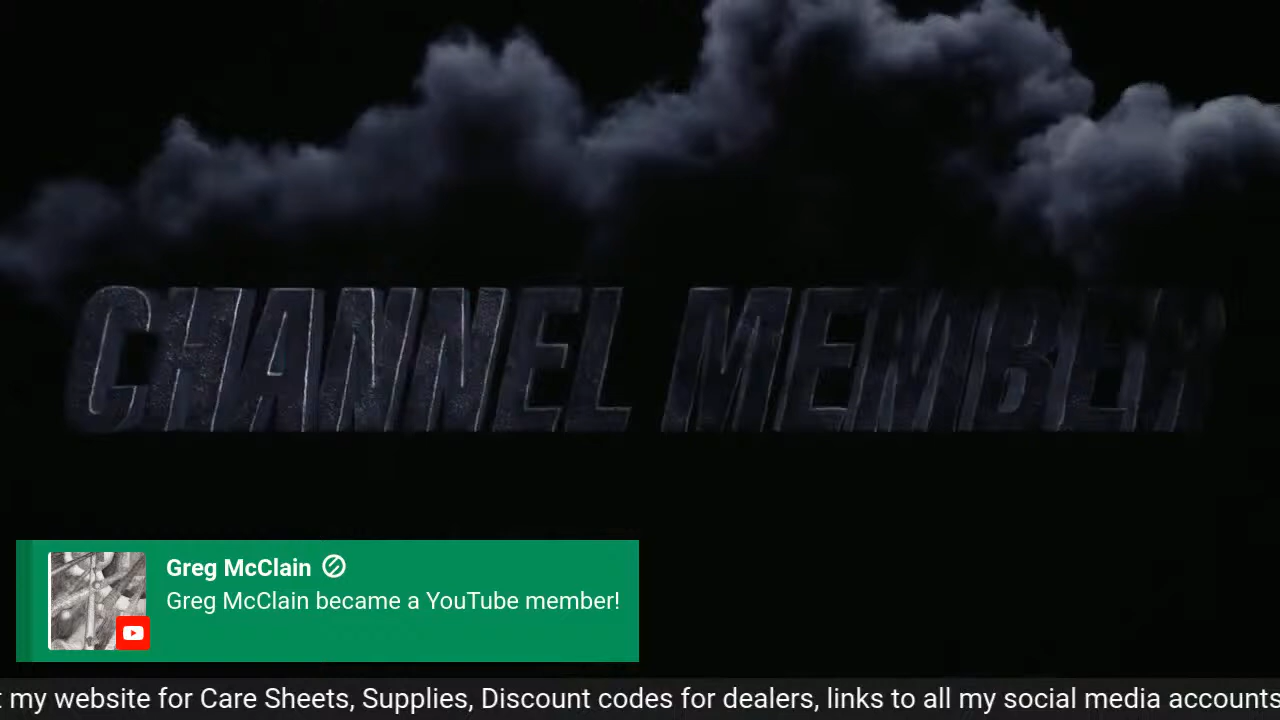 CHANNEL MEMBER
Greg McClain
Greg McClain became a YouTube member!
my website for Care Sheets, Supplies, Discount codes for dealers, links to all my social media accounts